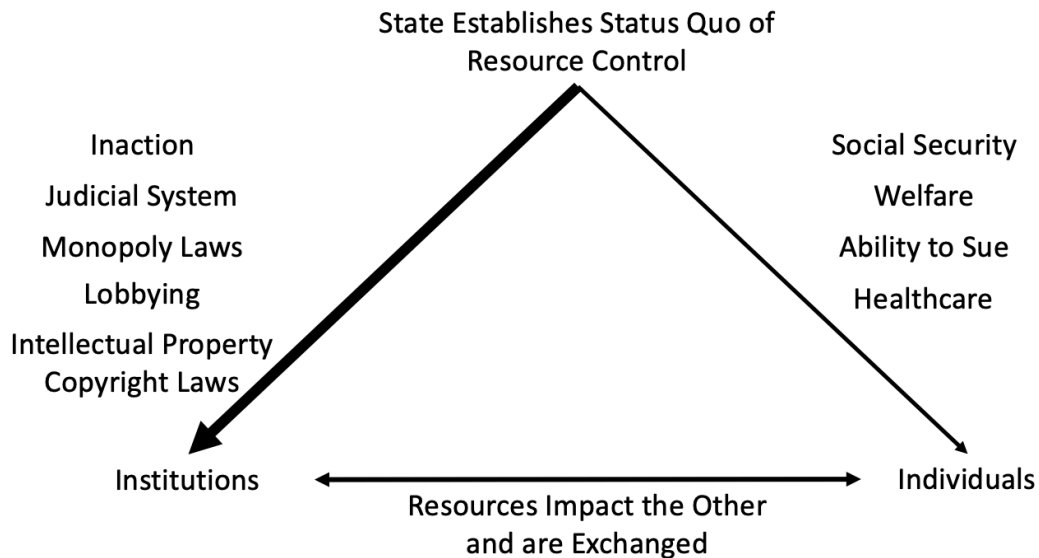 State Establishes Status Quo of
Resource Control
Inaction
Judicial System
Monopoly Laws
Lobbying
Intellectual Property
Copyright Laws
Social Security
Welfare
Ability to Sue
Healthcare
Institutions
Resources Impact the Other
and are Exchanged
Individuals